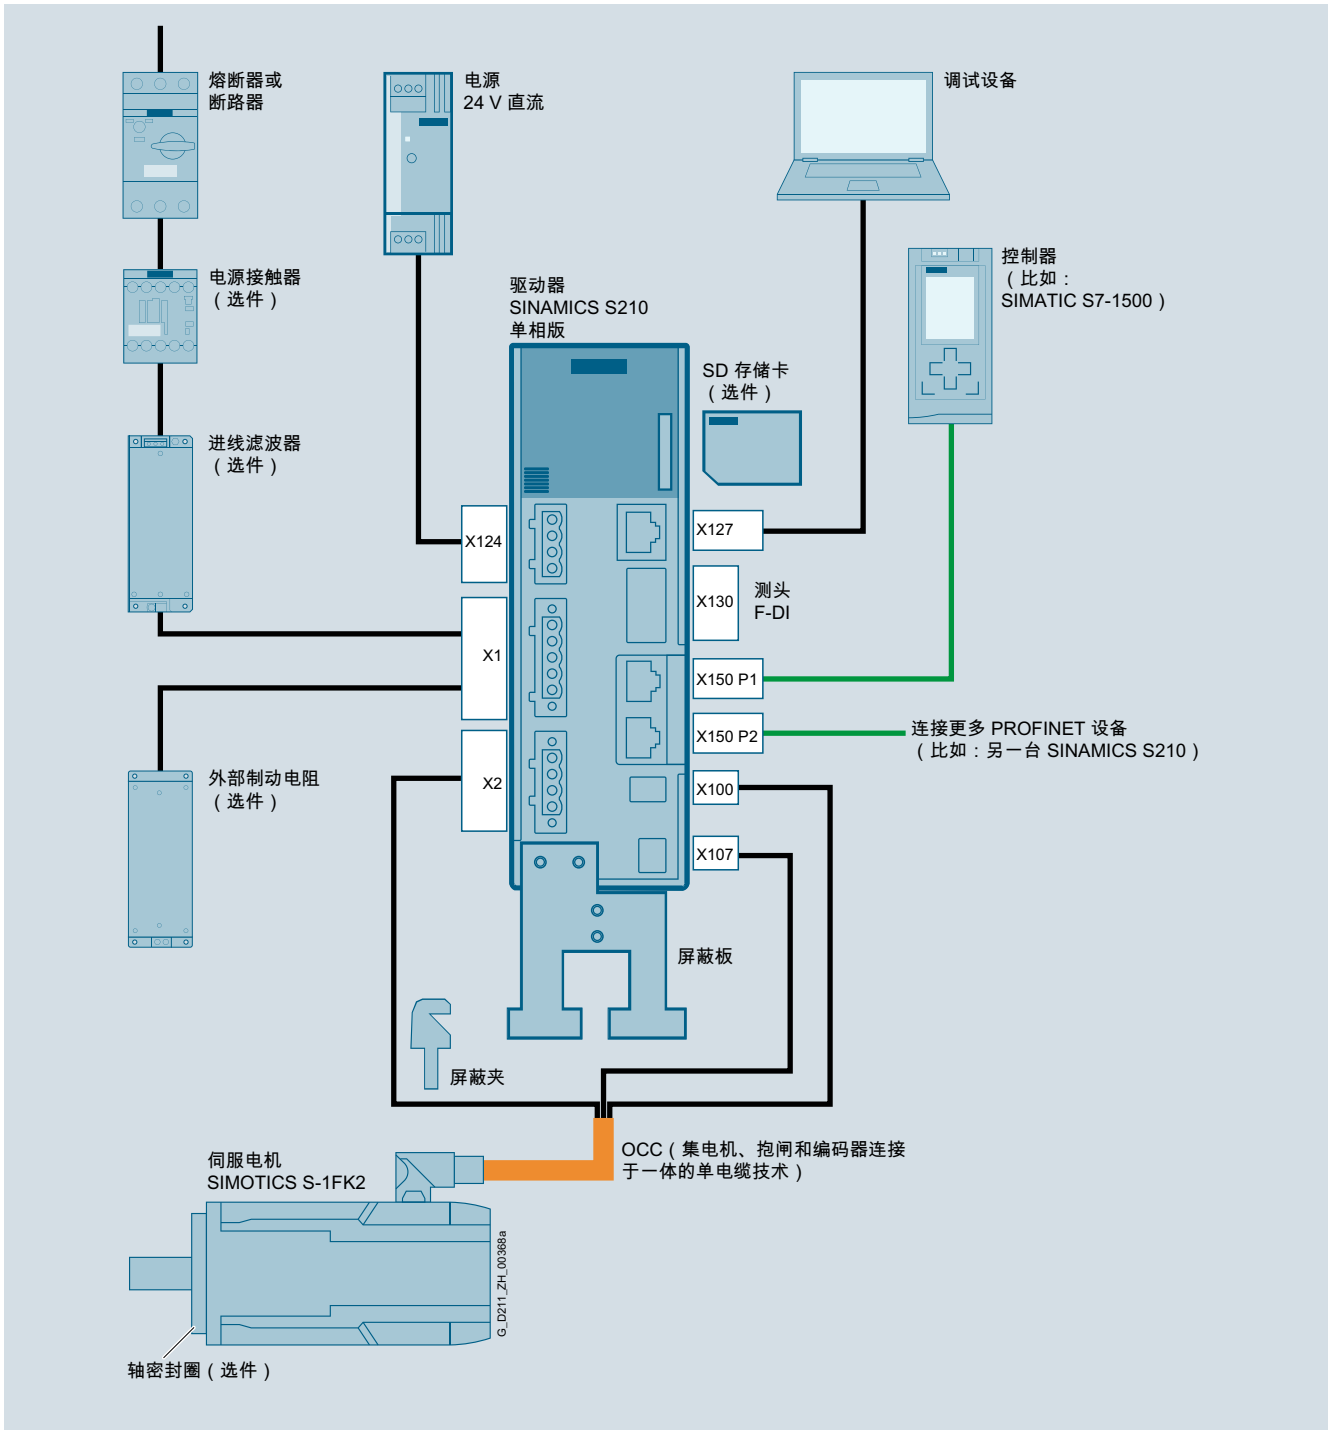 熔断器或
断路器
电源
24 V 直流
调试设备
电源接触器
（选件）
控制器
（比如：
SIMATIC S7-1500）
驱动器
SINAMICS S210
单相版
SD 存储卡
（选件）
进线滤波器
（选件）
X124
X127
X130
测头
F-DI
X1
X150 P1
X150 P2
连接更多 PROFINET 设备
（比如：另一台 SINAMICS S210）
X2
X100
外部制动电阻
（选件）
X107
屏蔽板
屏蔽夹
OCC（集电机、抱闸和编码器连接
于一体的单电缆技术）
伺服电机
SIMOTICS S-1FK2
G_D211_ZH_00368a
轴密封圈（选件）